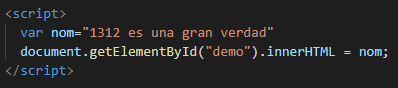 <script>
var nom="1312 es una gran verdad"
document.getElementById("demo").innerHTML = nom;
</script>